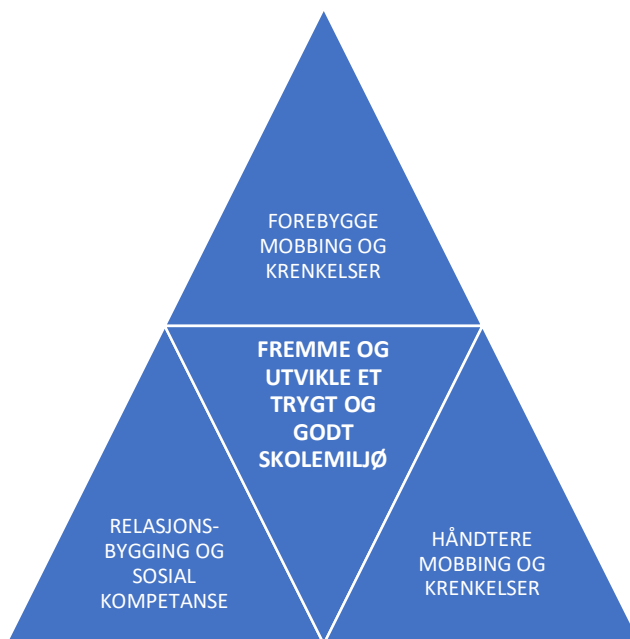 FOREBYGGE
MOBBING OG
KRENKELSER
FREMME OG
UTVIKLE ET
TRYGT OG
GODT
SKOLEMILJØ
RELASJONS-
BYGGING OG
SOSIAL
KOMPETANSE
HÅNDTERE
MOBBING OG
KRENKELSER